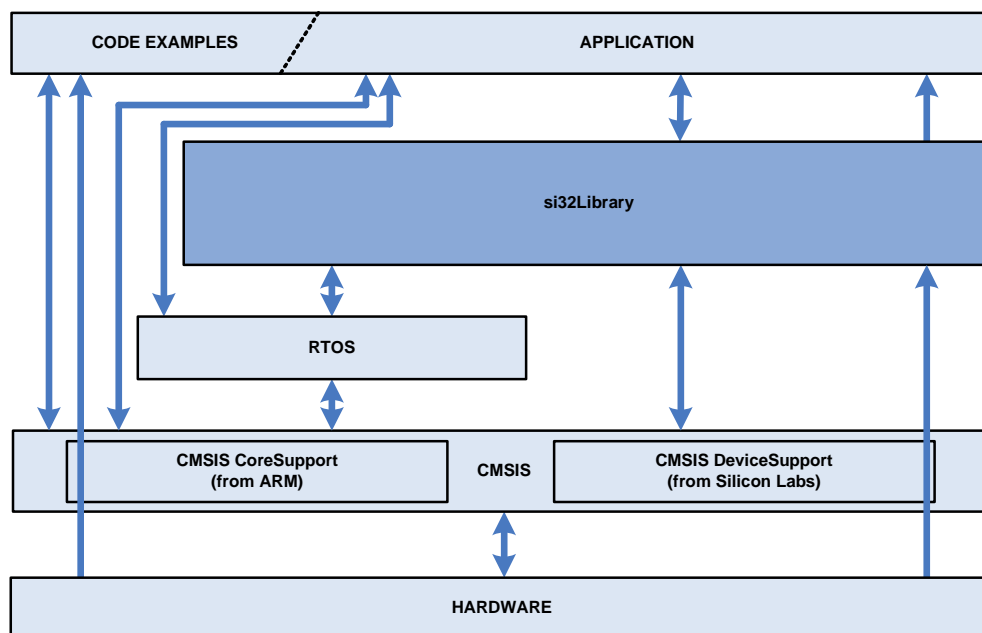 CODE EXAMPLES
APPLICATION
si32Library
RTOS
CMSIS CoreSupport
(from ARM)
CMSIS
CMSIS DeviceSupport
(from Silicon Labs)
HARDWARE